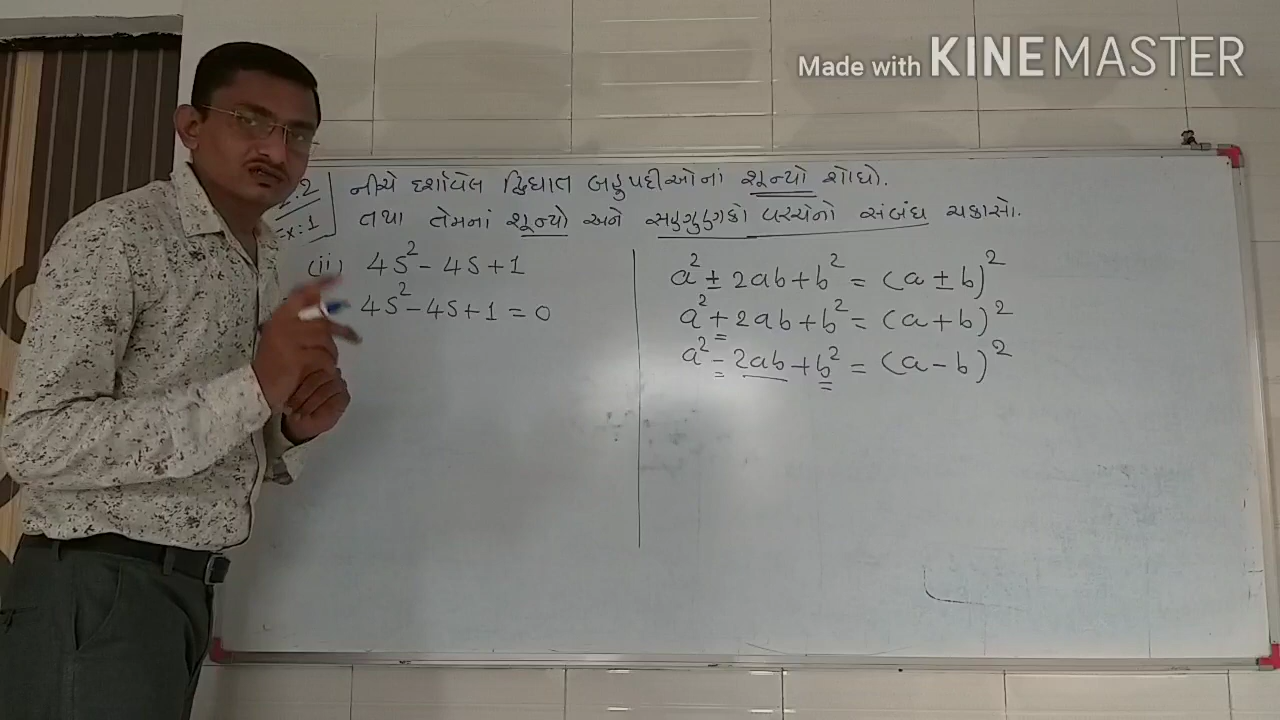 Made with KINEMASTER
2.2 નીચે દર્શાવેલ દ્વિઘાત બહુપદીઓનાં શૂન્યો શોધો.
Ex:1 તથા તેમનાં શૂન્યો અને સહગુણકો વચ્ચેનો સંબંધ ચકાસો.
(ii) 4s² - 4s + 1
4s² - 4s + 1 = 0
a² ± 2ab + b² = (a ± b)²
a² + 2ab + b² = (a + b)²
a² - 2ab + b² = (a - b)²